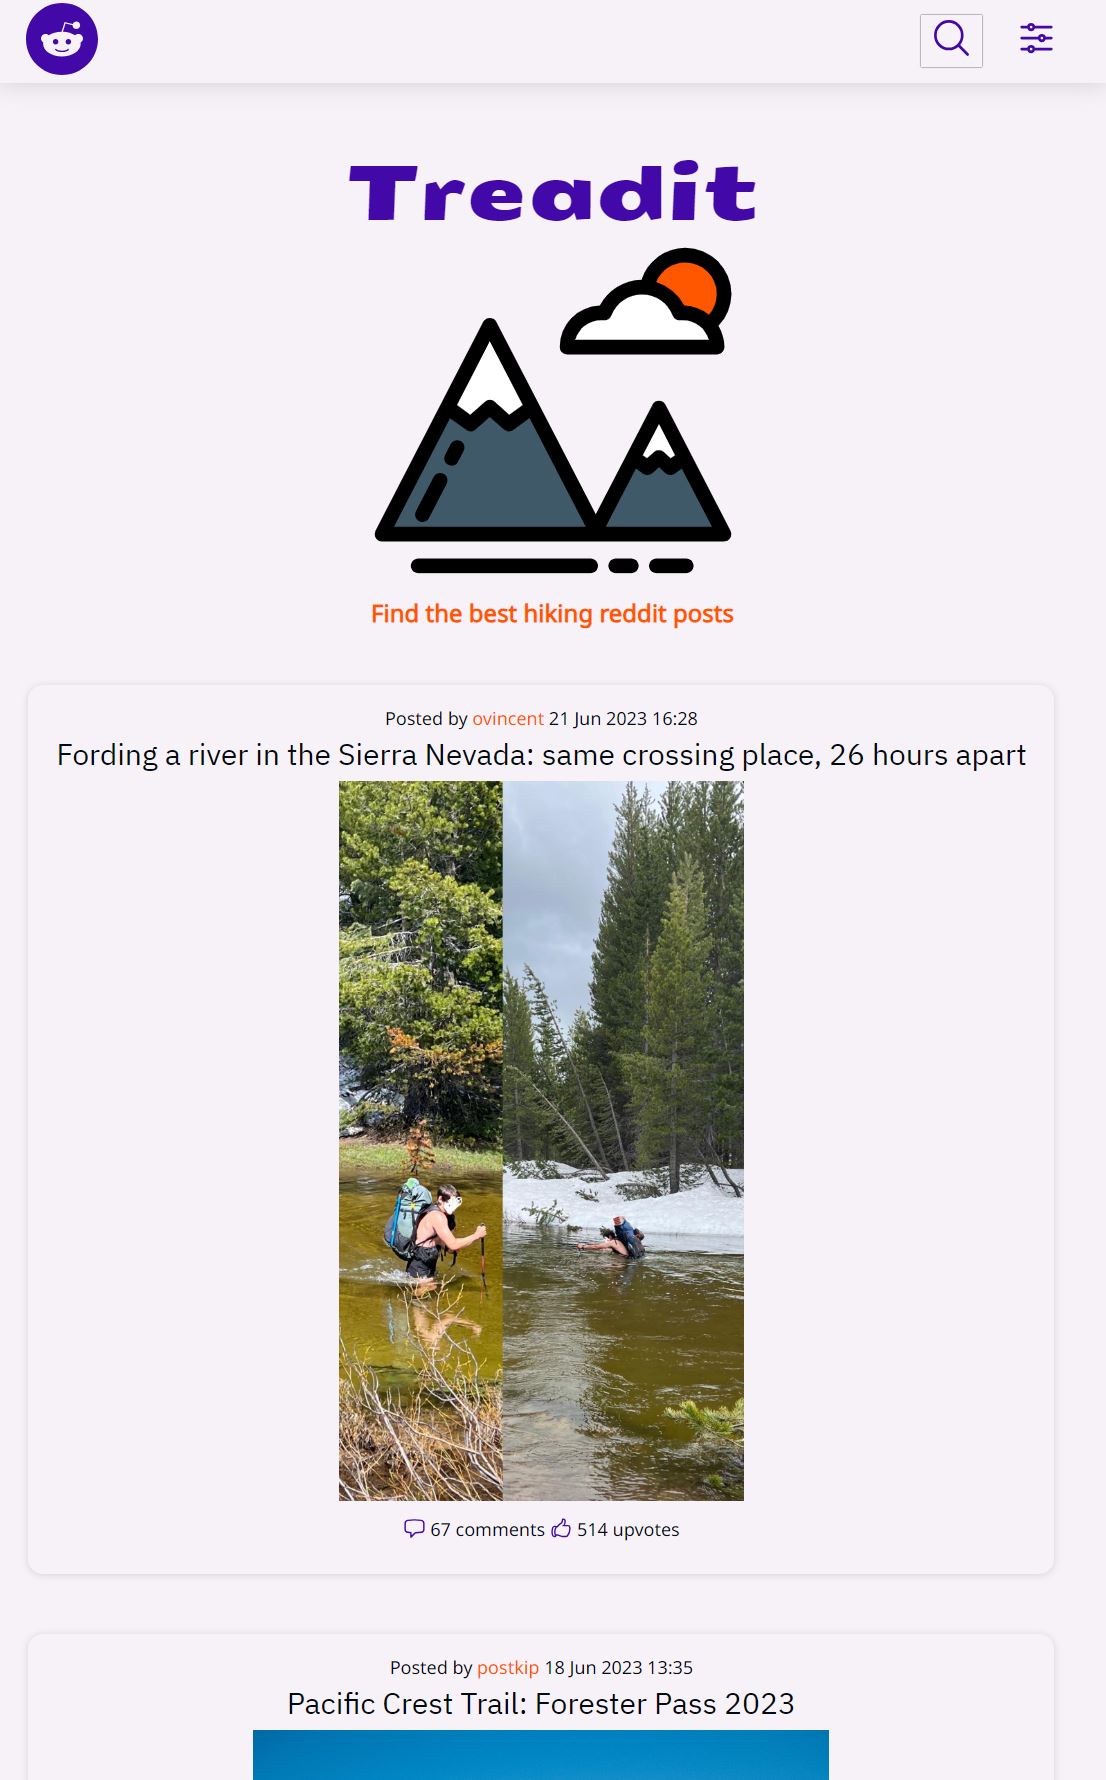 Treadit
Find the best hiking reddit posts
Posted by ovincent 21 Jun 2023 16:28
Fording a river in the Sierra Nevada: same crossing place, 26 hours apart
67 comments 514 upvotes
Posted by postkip 18 Jun 2023 13:35
Pacific Crest Trail: Forester Pass 2023